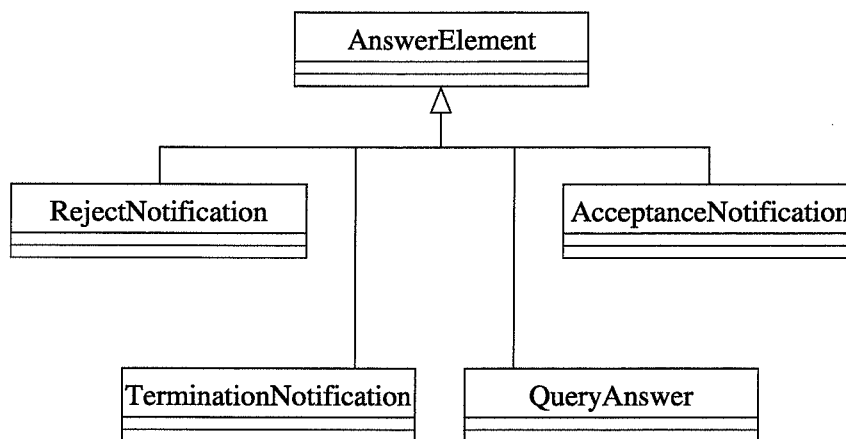 AnswerElement
RejectNotification
AcceptanceNotification
TerminationNotification
QueryAnswer